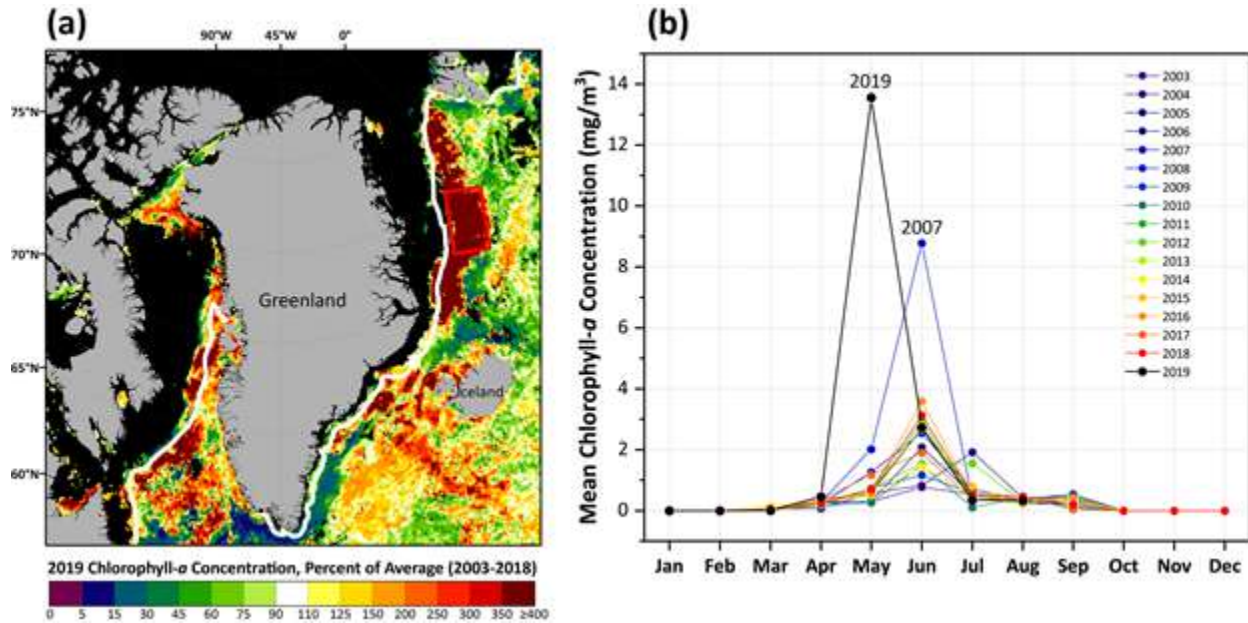 (a)
90°W 45°W 0°
75°N
70°N
65°N
60°N
Greenland
Iceland
2019 Chlorophyll-a Concentration, Percent of Average (2003-2018)
0 5 15 30 45 60 75 90 110 125 150 200 250 300 350 ≥400
(b)
Mean Chlorophyll-a Concentration (mg/m³)
14
12
10
8
6
4
2
0
2019
2007
2003
2004
2005
2006
2007
2008
2009
2010
2011
2012
2013
2014
2015
2016
2017
2018
2019
Jan Feb Mar Apr May Jun Jul Aug Sep Oct Nov Dec